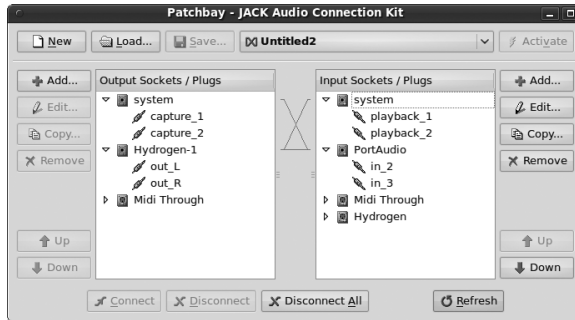 Patchbay - JACK Audio Connection Kit
New Load... Save... Untitled2 Activate
Add... Output Sockets / Plugs Input Sockets / Plugs Add...
Edit... system system Edit...
Copy... capture_1 playback_1 Copy...
capture_2 playback_2
Remove Hydrogen-1 PortAudio Remove
out_L in_2
out_R in_3
Midi Through Midi Through
Hydrogen
Up Up
Down Down
Connect Disconnect Disconnect All Refresh